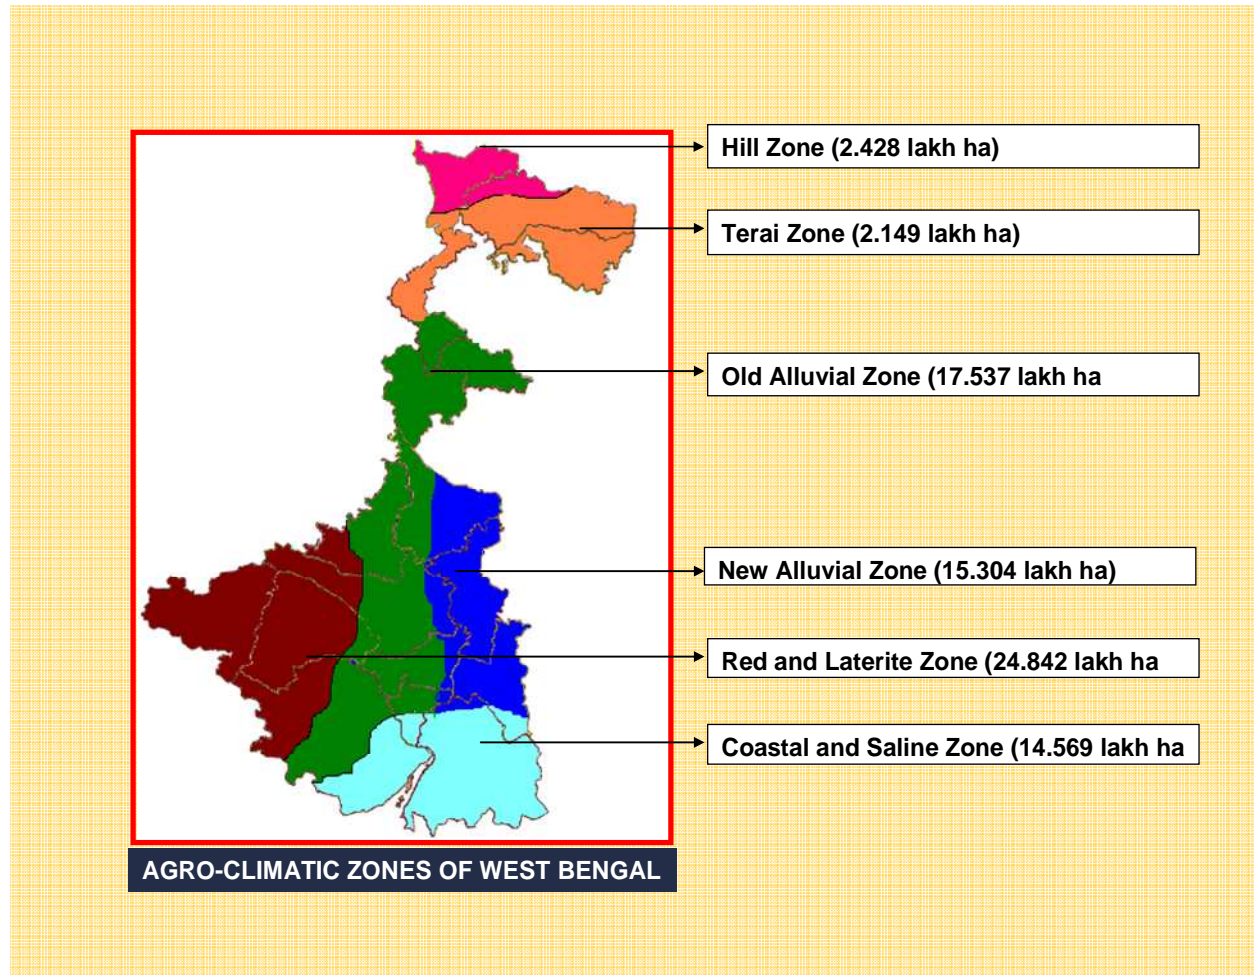 Hill Zone (2.428 lakh ha)
Terai Zone (2.149 lakh ha)
Old Alluvial Zone (17.537 lakh ha
New Alluvial Zone (15.304 lakh ha)
Red and Laterite Zone (24.842 lakh ha
Coastal and Saline Zone (14.569 lakh ha
AGRO-CLIMATIC ZONES OF WEST BENGAL